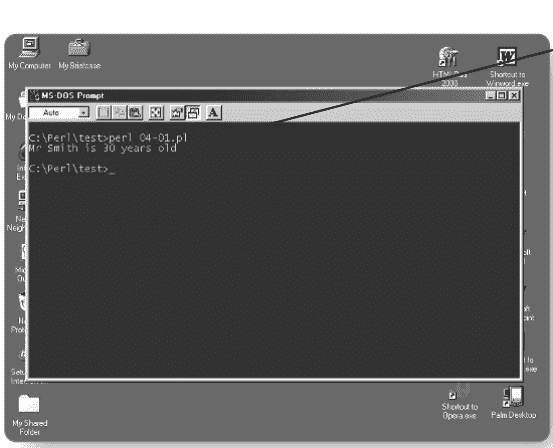 My Computer
My Briefcase
Shortcut to
Winword.exe
MS-DOS Prompt
Auto
A
C:\Perl\test>perl 04-01.pl
Mr Smith is 30 years old
C:\Perl\test>_
Shortcut to
Opera.exe
Palm Desktop
My Shared
Folder